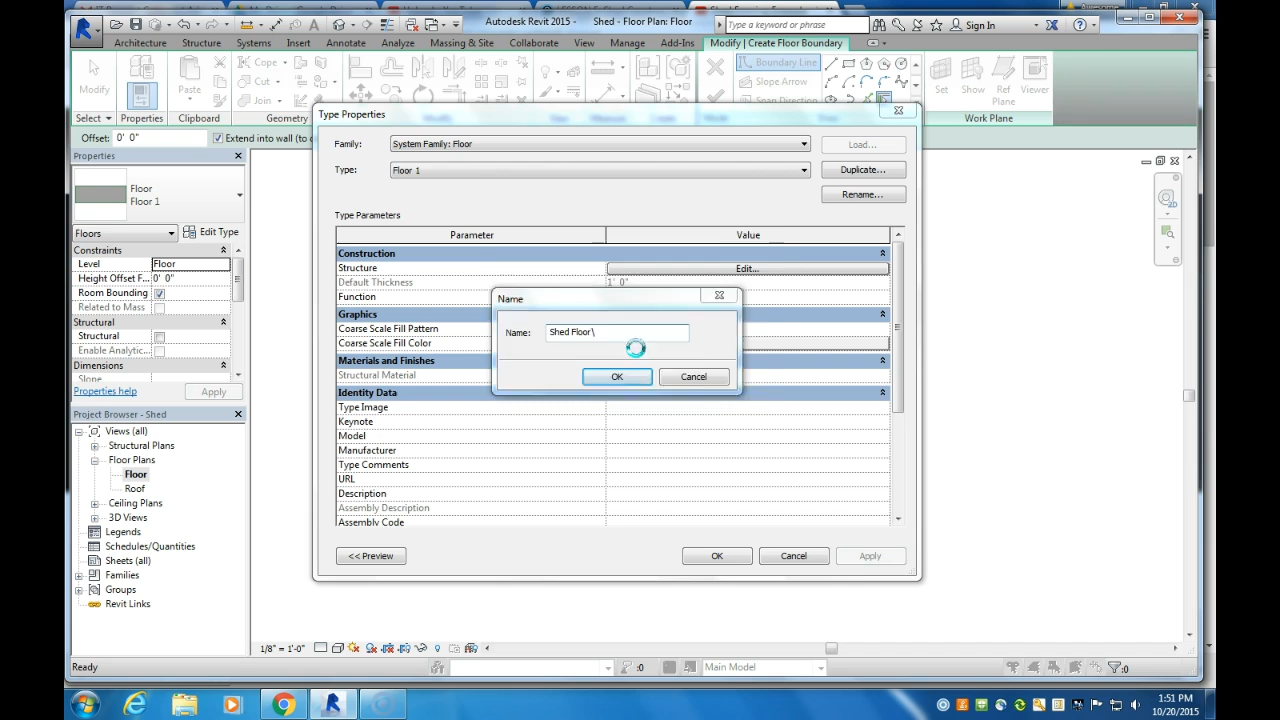 Autodesk Revit 2015 - Shed - Floor Plan: Floor
Type a keyword or phrase
Sign In
Architecture Structure Systems Insert Annotate Analyze Massing & Site Collaborate View Manage Add-Ins Modify | Create Floor Boundary
Modify
Paste
Cope
Cut
Join
Boundary Line
Slope Arrow
Span Direction
Set Show Ref Plane Viewer
Select Properties Clipboard Geometry Work Plane
Offset: 0' 0" Extend into wall (to c
Properties
Floor
Floor 1
Floors Edit Type
Constraints
Level Floor
Height Offset F... 0' 0"
Room Bounding
Related to Mass
Structural
Structural
Enable Analytic...
Dimensions
Slope
Properties help Apply
Project Browser - Shed
Views (all)
Structural Plans
Floor Plans
Floor
Roof
Ceiling Plans
3D Views
Legends
Schedules/Quantities
Sheets (all)
Families
Groups
Revit Links
Type Properties
Family: System Family: Floor Load...
Type: Floor 1 Duplicate...
Rename...
Type Parameters
Parameter Value
Construction
Structure Edit...
Default Thickness 1' 0"
Function
Graphics
Coarse Scale Fill Pattern
Coarse Scale Fill Color
Materials and Finishes
Structural Material
Identity Data
Type Image
Keynote
Model
Manufacturer
Type Comments
URL
Description
Assembly Description
Assembly Code
<< Preview OK Cancel Apply
Name
Name: Shed Floor\
OK Cancel
1/8" = 1'-0"
Ready :0 Main Model :0
1:51 PM
10/20/2015